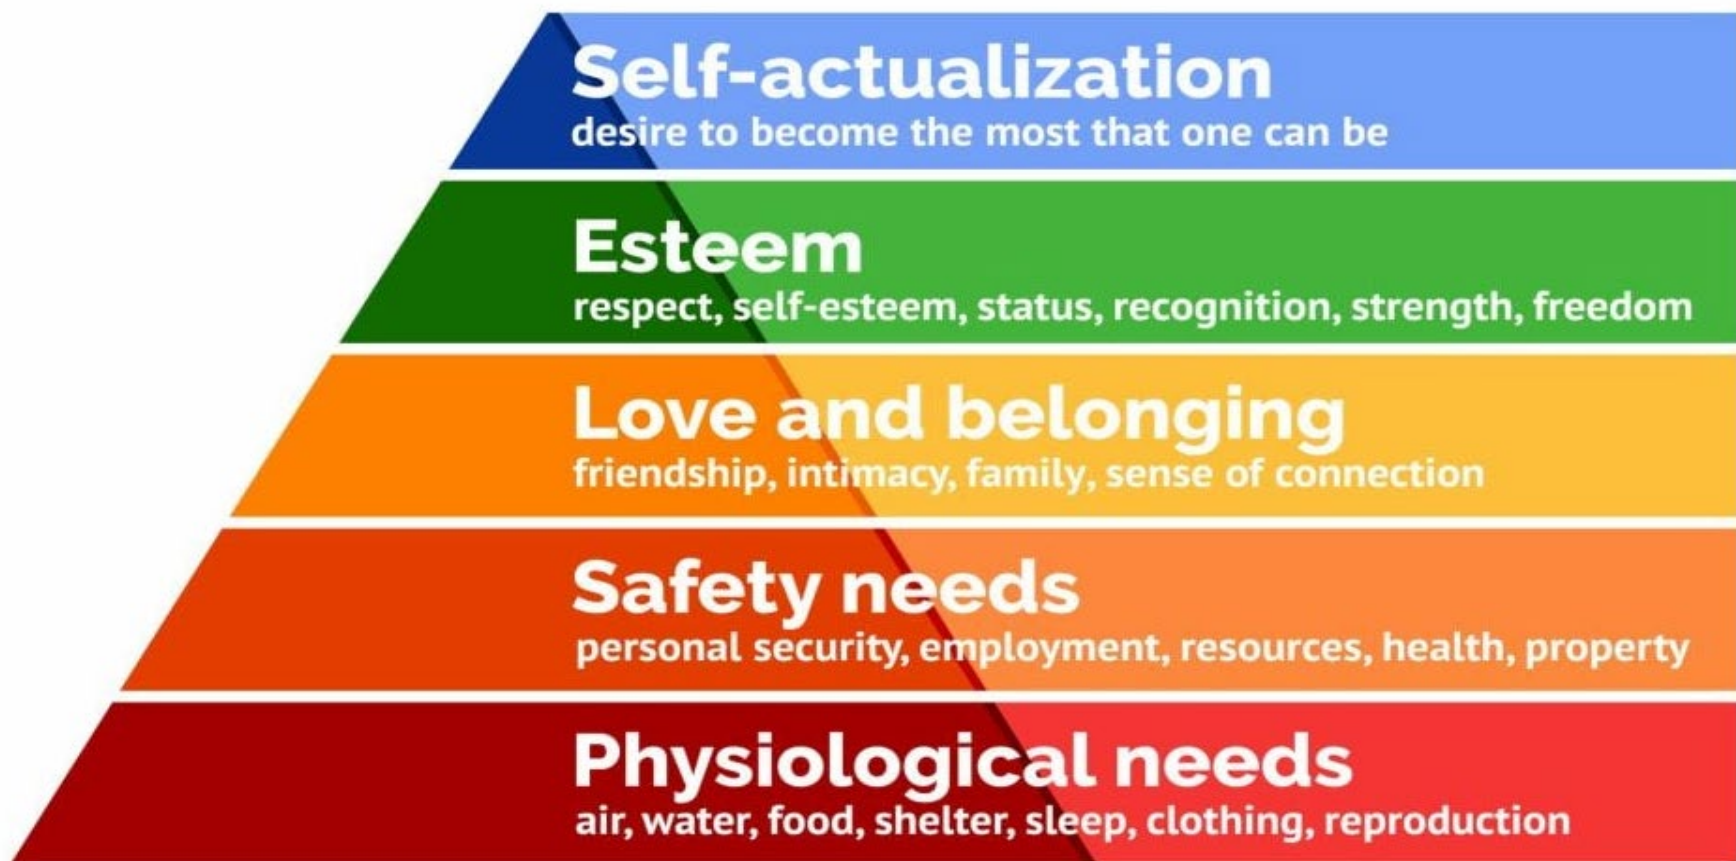 Self-actualization
desire to become the most that one can be
Esteem
respect, self-esteem, status, recognition, strength, freedom
Love and belonging
friendship, intimacy, family, sense of connection
Safety needs
personal security, employment, resources, health, property
Physiological needs
air, water, food, shelter, sleep, clothing, reproduction